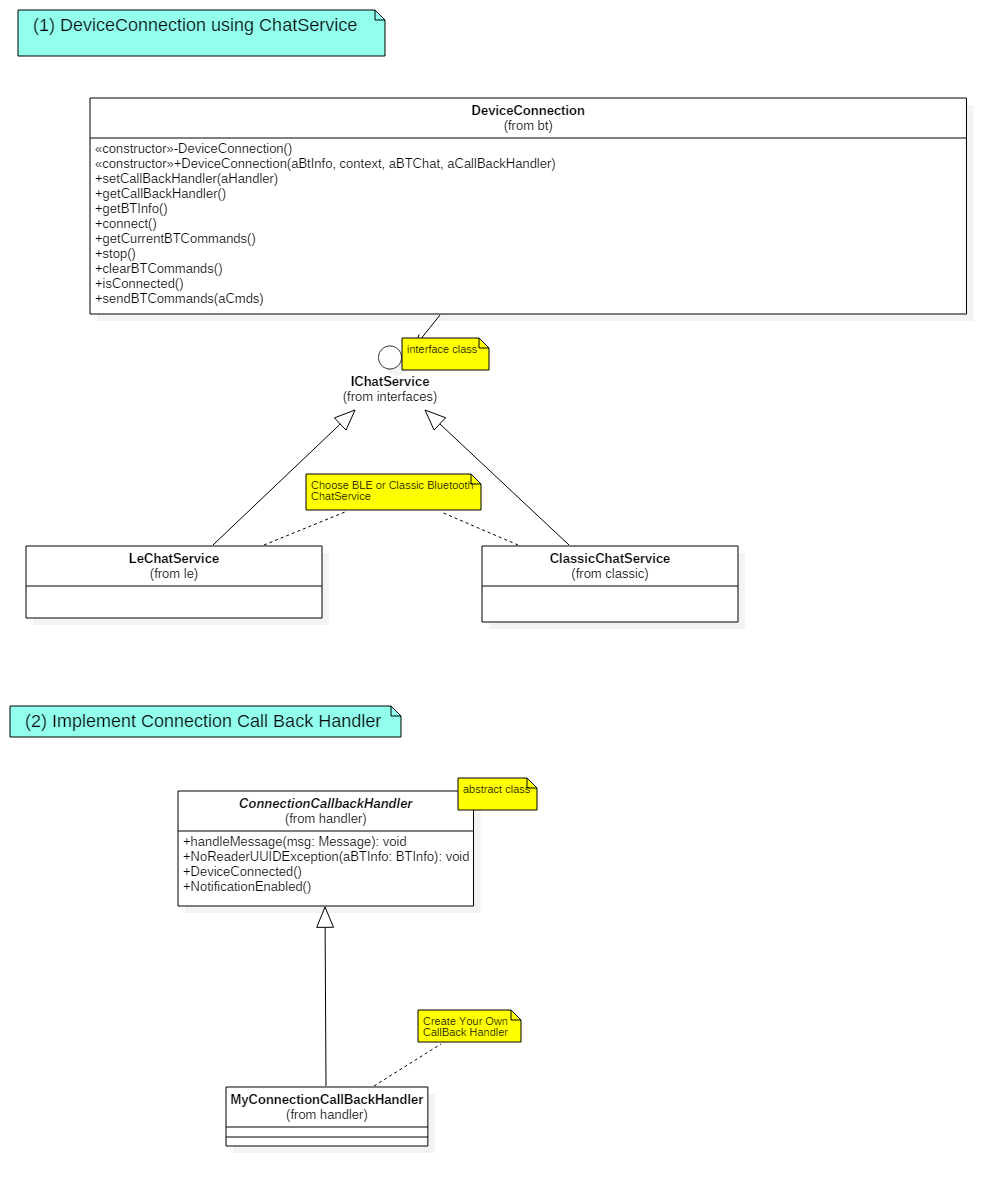 (1) DeviceConnection using ChatService
DeviceConnection
(from bt)
«constructor»-DeviceConnection()
«constructor»+DeviceConnection(aBtInfo, context, aBTChat, aCallBackHandler)
+setCallBackHandler(aHandler)
+getCallBackHandler()
+getBTInfo()
+connect()
+getCurrentBTCommands()
+stop()
+clearBTCommands()
+isConnected()
+sendBTCommands(aCmds)
interface class
IChatService
(from interfaces)
Choose BLE or Classic Bluetooth
ChatService
LeChatService
(from le)
ClassicChatService
(from classic)
(2) Implement Connection Call Back Handler
abstract class
ConnectionCallbackHandler
(from handler)
+handleMessage(msg: Message): void
+NoReaderUUIDException(aBTInfo: BTInfo): void
+DeviceConnected()
+NotificationEnabled()
Create Your Own
CallBack Handler
MyConnectionCallBackHandler
(from handler)